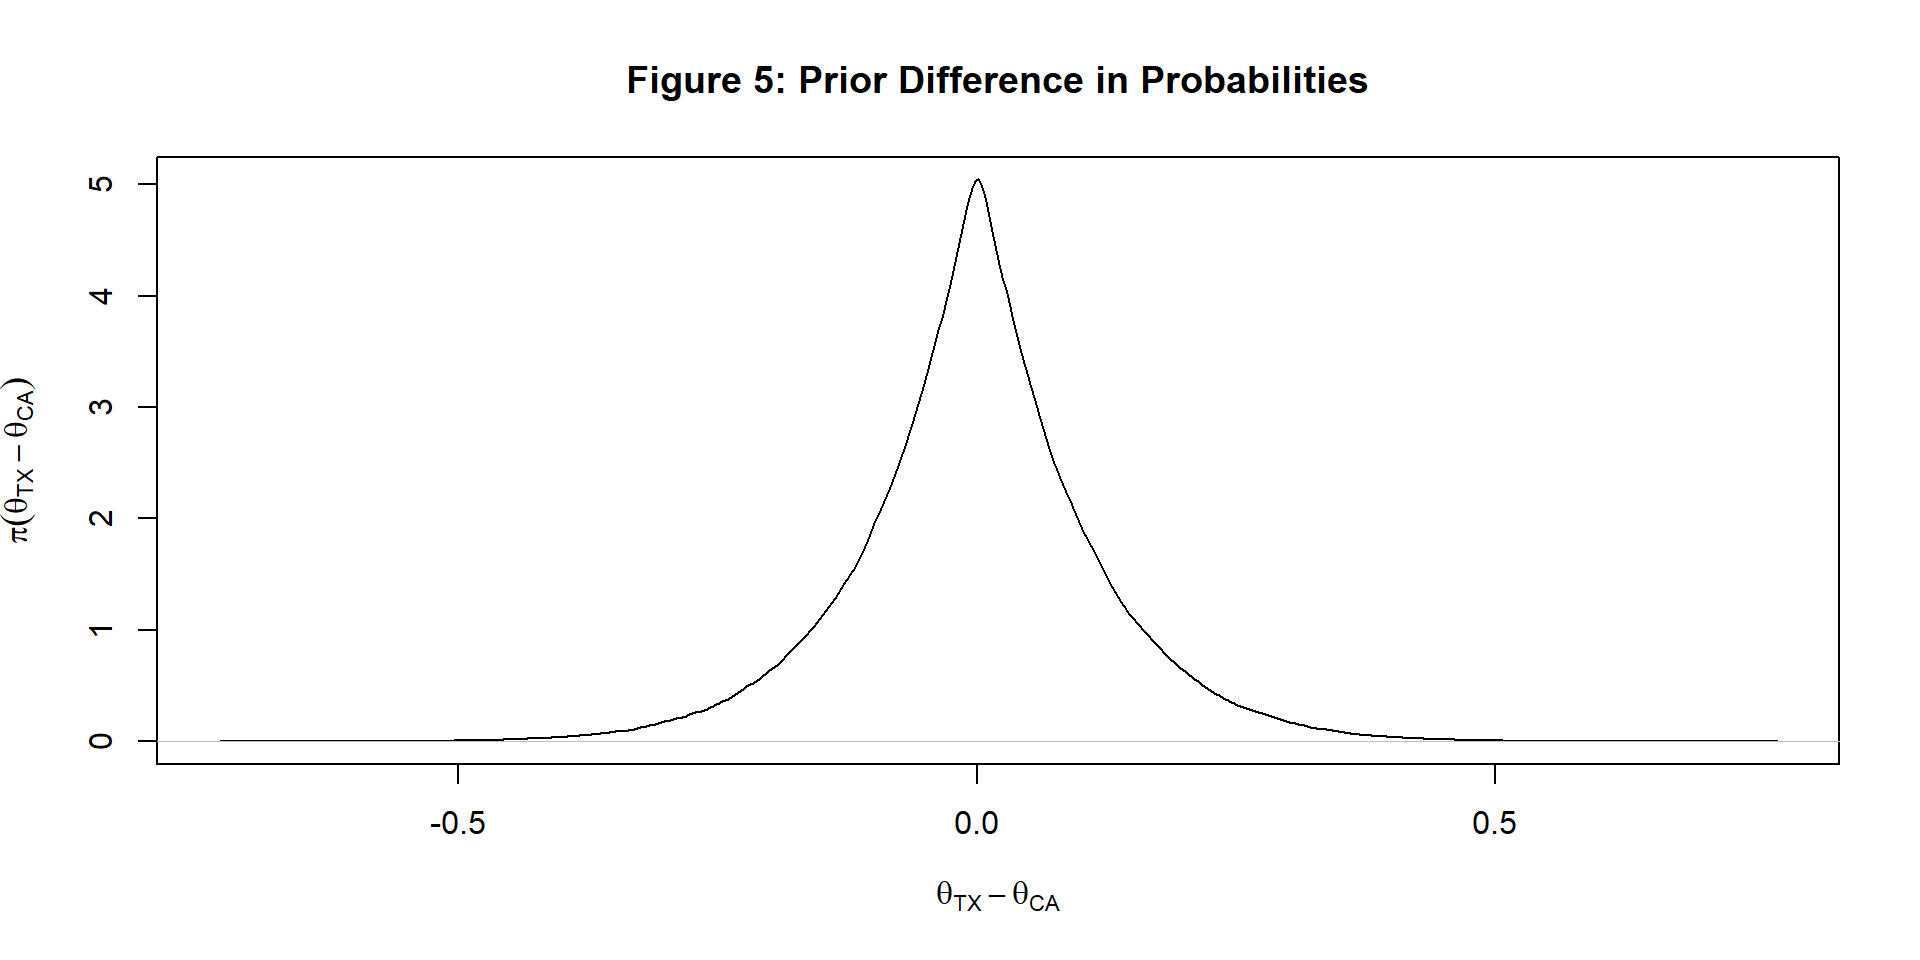 Figure 5: Prior Difference in Probabilities
π(θTX − θCA)
5
4
3
2
1
0
-0.5 0.0 0.5
θTX − θCA